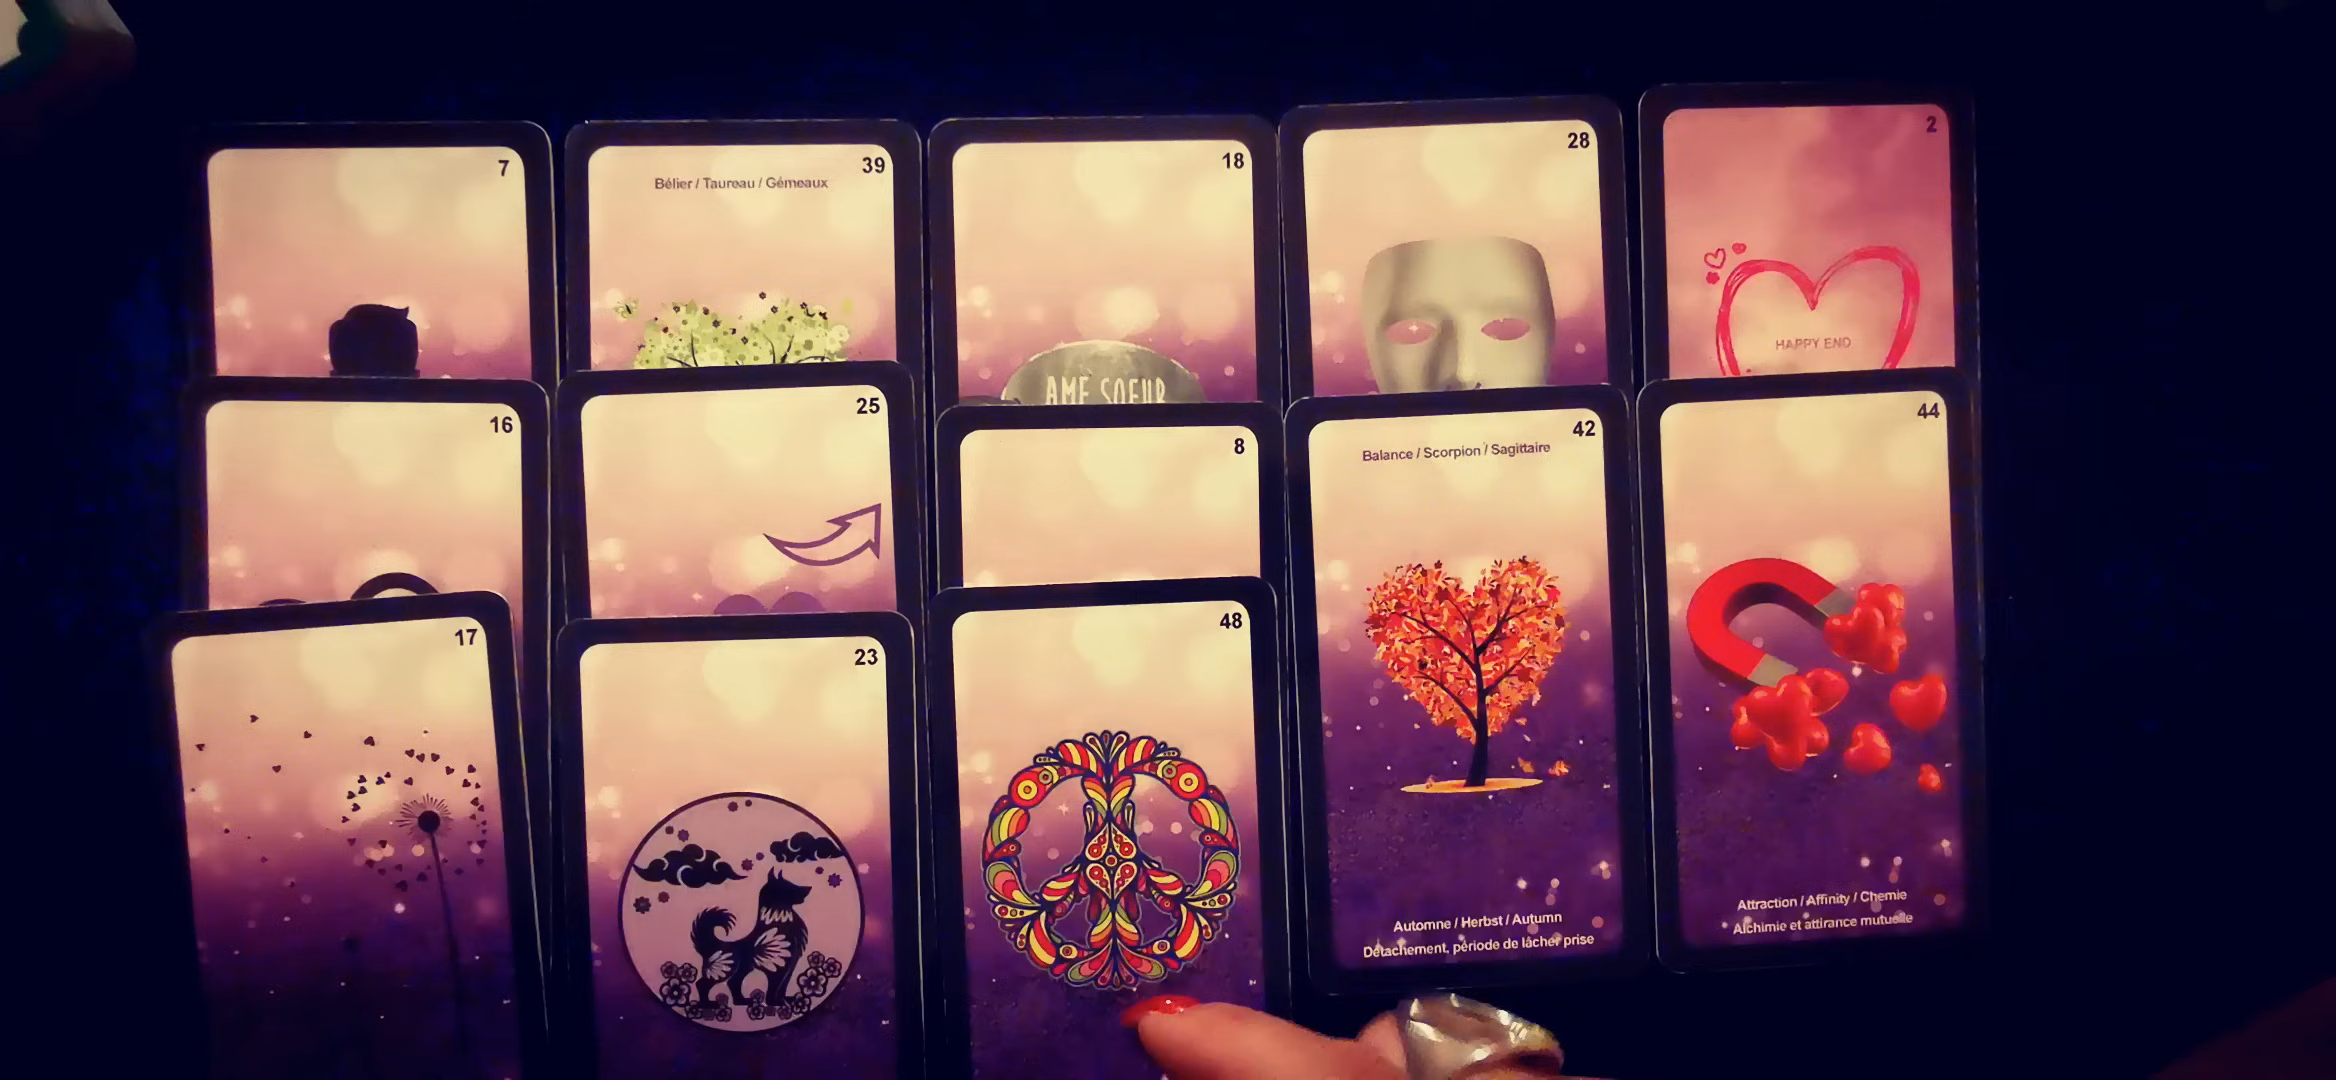 7
39
Bélier / Taureau / Gémeaux
18
AME SOEUR
28
2
HAPPY END
16
25
8
42
Balance / Scorpion / Sagittaire
Automne / Herbst / Autumn
Détachement, période de lâcher prise
44
Attraction / Affinity / Chemie
Alchimie et attirance mutuelle
17
23
48